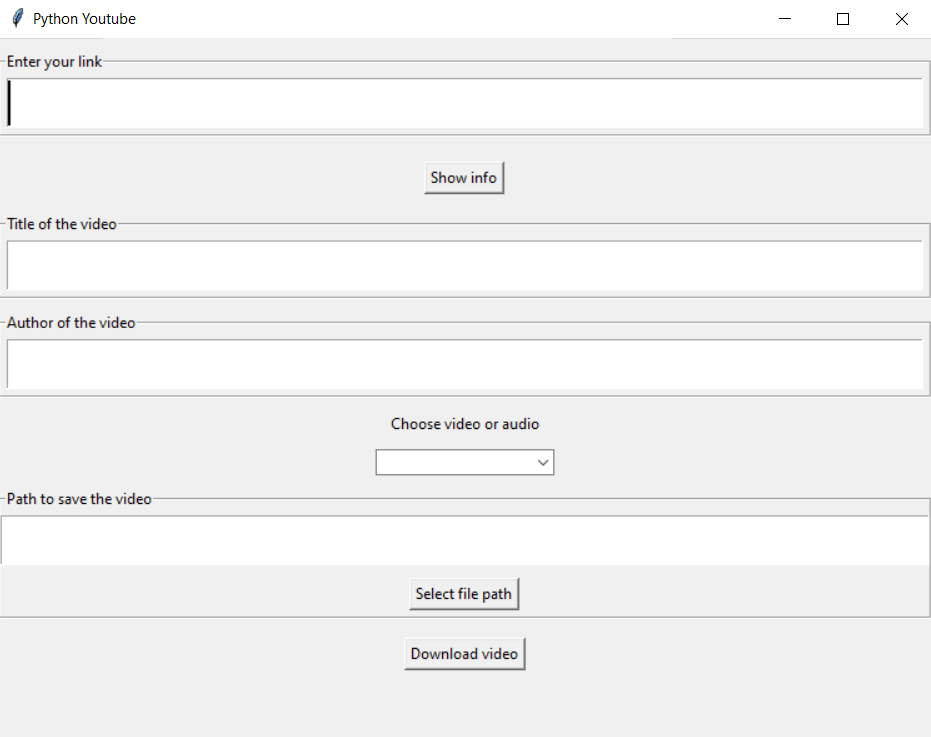 Python Youtube
Enter your link
Show info
Title of the video
Author of the video
Choose video or audio
Path to save the video
Select file path
Download video